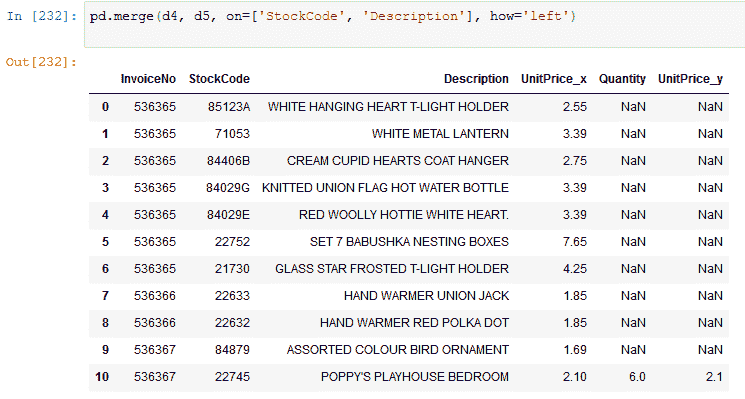 In [232]: pd.merge(d4, d5, on=['StockCode', 'Description'], how='left')
Out[232]:
InvoiceNo StockCode Description UnitPrice_x Quantity UnitPrice_y
0 536365 85123A WHITE HANGING HEART T-LIGHT HOLDER 2.55 NaN NaN
1 536365 71053 WHITE METAL LANTERN 3.39 NaN NaN
2 536365 84406B CREAM CUPID HEARTS COAT HANGER 2.75 NaN NaN
3 536365 84029G KNITTED UNION FLAG HOT WATER BOTTLE 3.39 NaN NaN
4 536365 84029E RED WOOLLY HOTTIE WHITE HEART. 3.39 NaN NaN
5 536365 22752 SET 7 BABUSHKA NESTING BOXES 7.65 NaN NaN
6 536365 21730 GLASS STAR FROSTED T-LIGHT HOLDER 4.25 NaN NaN
7 536366 22633 HAND WARMER UNION JACK 1.85 NaN NaN
8 536366 22632 HAND WARMER RED POLKA DOT 1.85 NaN NaN
9 536367 84879 ASSORTED COLOUR BIRD ORNAMENT 1.69 NaN NaN
10 536367 22745 POPPY'S PLAYHOUSE BEDROOM 2.10 6.0 2.1